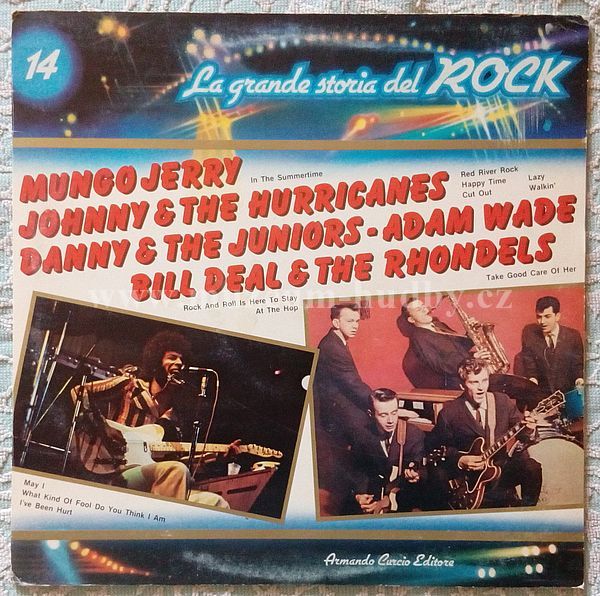 14
La grande storia del ROCK
MUNGO JERRY
In The Summertime
JOHNNY & THE HURRICANES
Red River Rock
Happy Time
Cut Out
Lazy
Walkin'
DANNY & THE JUNIORS - ADAM WADE
BILL DEAL & THE RHONDELS
Take Good Care Of Her
Rock And Roll Is Here To Stay
At The Hop
May I
What Kind Of Fool Do You Think I Am
I've Been Hurt
Armando Curcio Editore